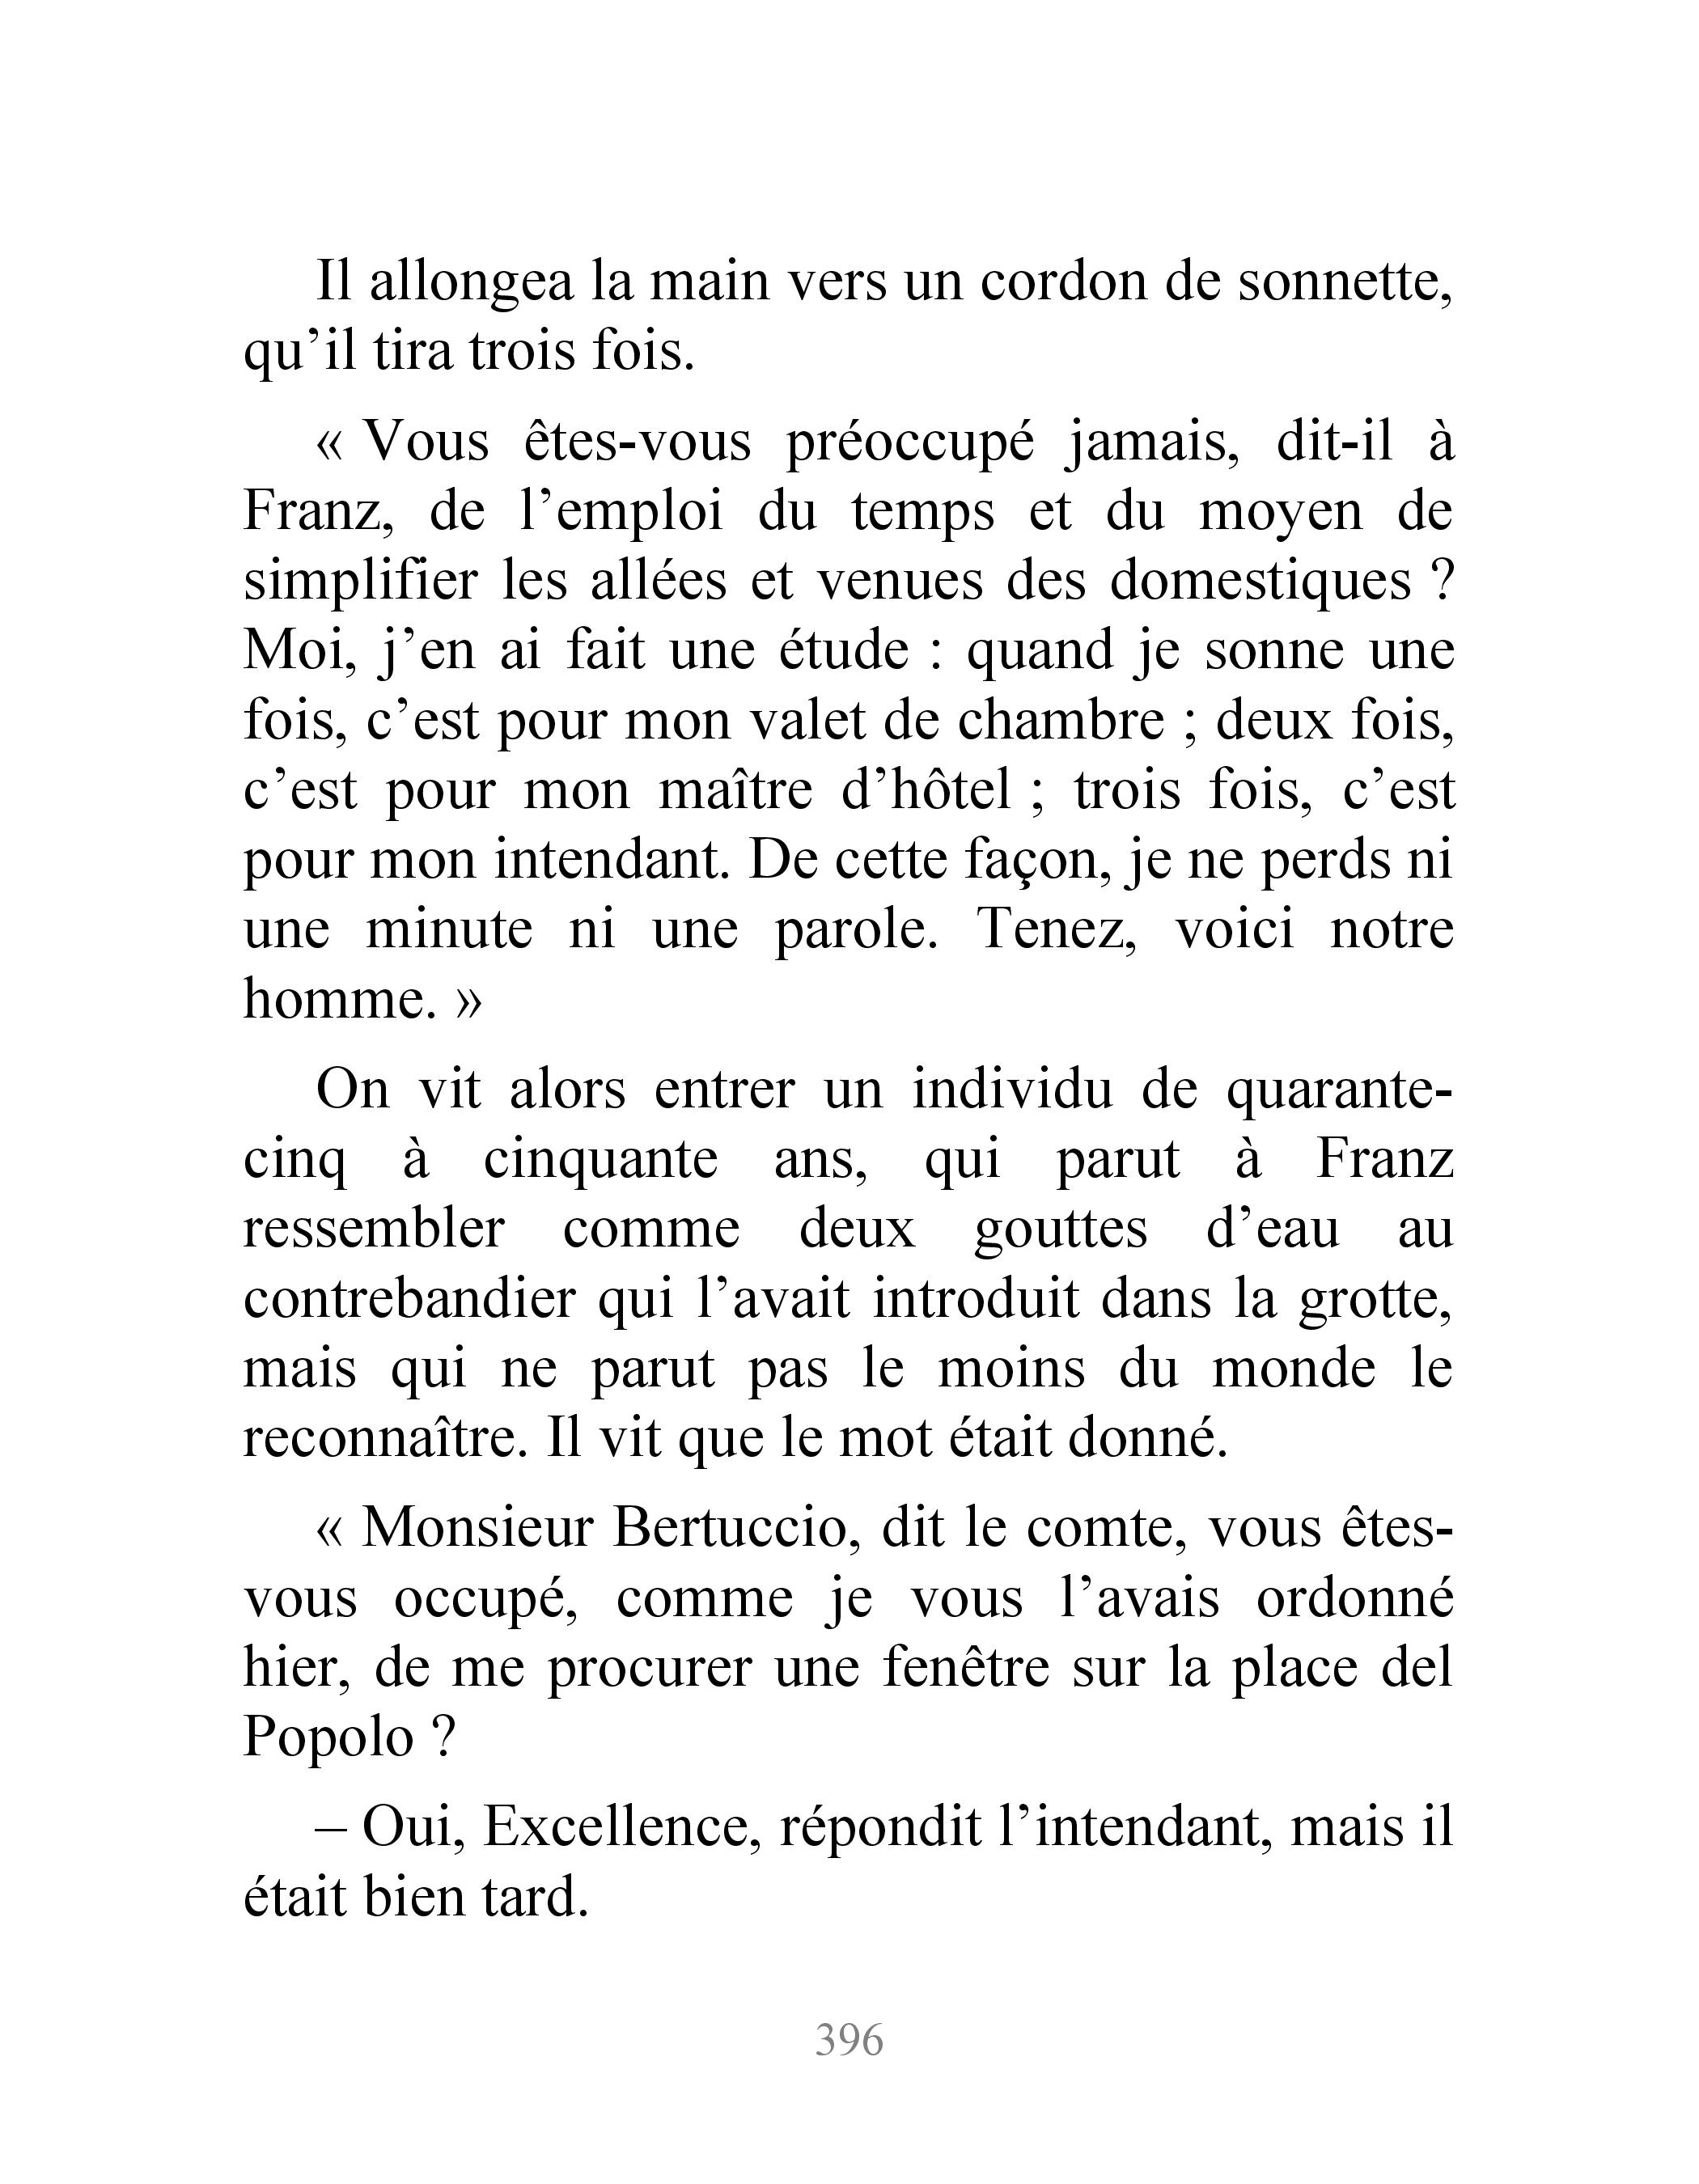 Il allongea la main vers un cordon de sonnette,
qu’il tira trois fois.
« Vous êtes-vous préoccupé jamais, dit-il à
Franz, de l’emploi du temps et du moyen de
simplifier les allées et venues des domestiques ?
Moi, j’en ai fait une étude : quand je sonne une
fois, c’est pour mon valet de chambre ; deux fois,
c’est pour mon maître d’hôtel ; trois fois, c’est
pour mon intendant. De cette façon, je ne perds ni
une minute ni une parole. Tenez, voici notre
homme. »
On vit alors entrer un individu de quarante-
cinq à cinquante ans, qui parut à Franz
ressembler comme deux gouttes d’eau au
contrebandier qui l’avait introduit dans la grotte,
mais qui ne parut pas le moins du monde le
reconnaître. Il vit que le mot était donné.
« Monsieur Bertuccio, dit le comte, vous êtes-
vous occupé, comme je vous l’avais ordonné
hier, de me procurer une fenêtre sur la place del
Popolo ?
– Oui, Excellence, répondit l’intendant, mais il
était bien tard.
396